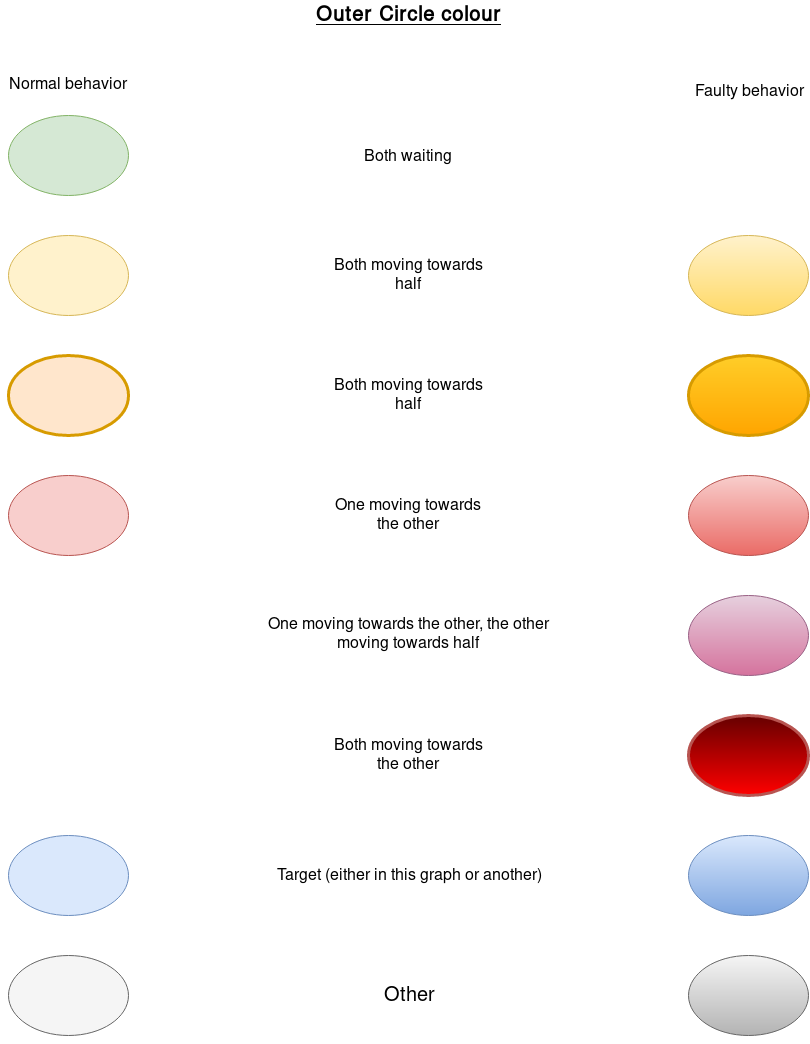 Outer Circle colour
Normal behavior
Faulty behavior
Both waiting
Both moving towards
half
Both moving towards
half
One moving towards
the other
One moving towards the other, the other
moving towards half
Both moving towards
the other
Target (either in this graph or another)
Other